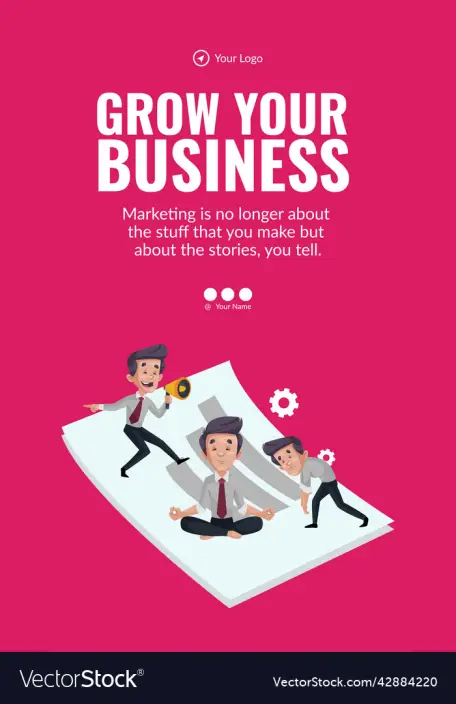 Your Logo
GROW YOUR
BUSINESS
Marketing is no longer about
the stuff that you make but
about the stories, you tell.
@ Your Name
VectorStock®
VectorStock.com/42884220